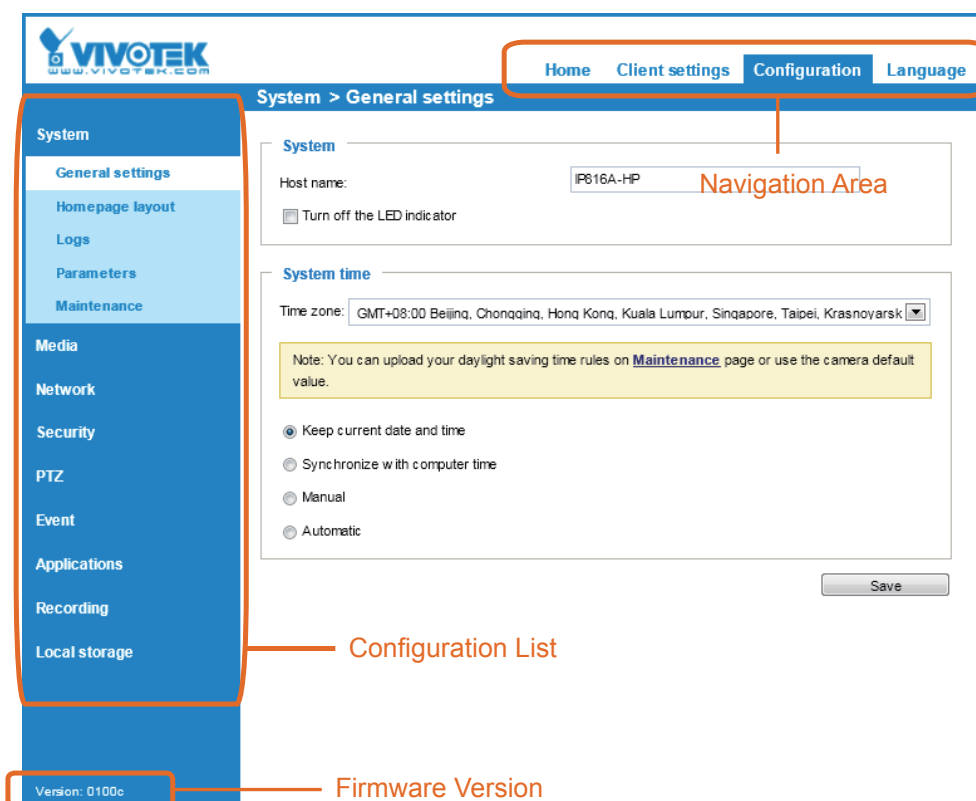 VIVOTEK
www.vivotek.com
Home Client settings Configuration Language
System > General settings
System
General settings
Homepage layout
Logs
Parameters
Maintenance
Media
Network
Security
PTZ
Event
Applications
Recording
Local storage
Version: 0100c
System
Host name: IP816A-HP
Turn off the LED indicator
Navigation Area
System time
Time zone: GMT+08:00 Beijing, Chongqing, Hong Kong, Kuala Lumpur, Singapore, Taipei, Krasnoyarsk
Note: You can upload your daylight saving time rules on Maintenance page or use the camera default
value.
Keep current date and time
Synchronize with computer time
Manual
Automatic
Save
Configuration List
Firmware Version